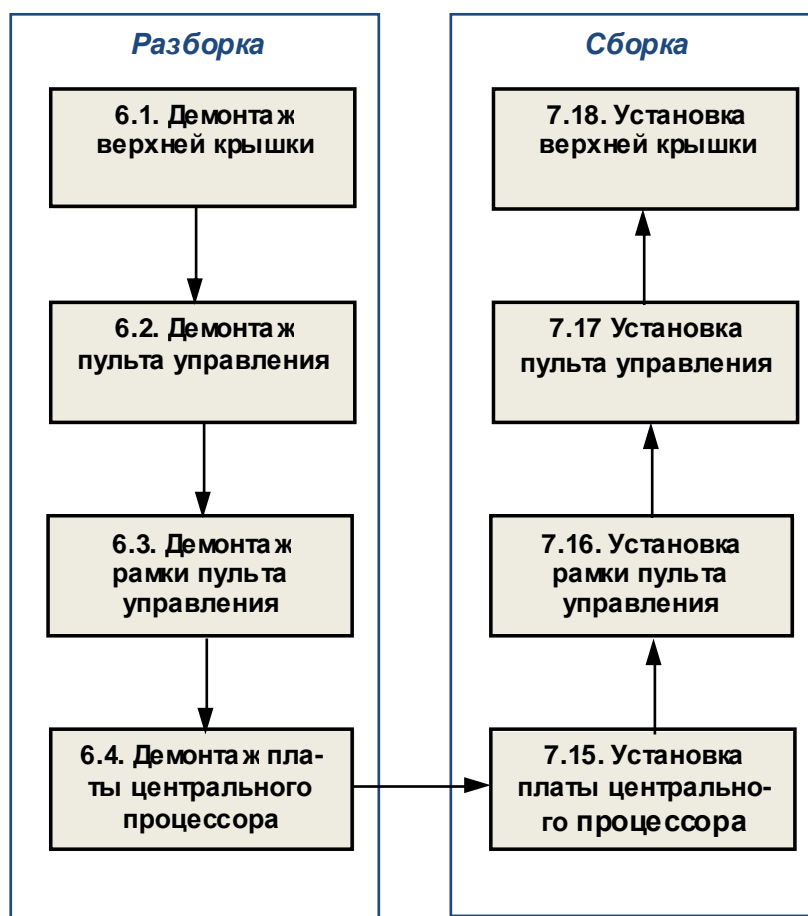 Разборка
6.1. Демонтаж
верхней крышки
6.2. Демонтаж
пульта управления
6.3. Демонтаж
рамки пульта
управления
6.4. Демонтаж пла-
ты центрального
процессора
Сборка
7.18. Установка
верхней крышки
7.17 Установка
пульта управления
7.16. Установка
рамки пульта
управления
7.15. Установка
платы центрально-
го процессора